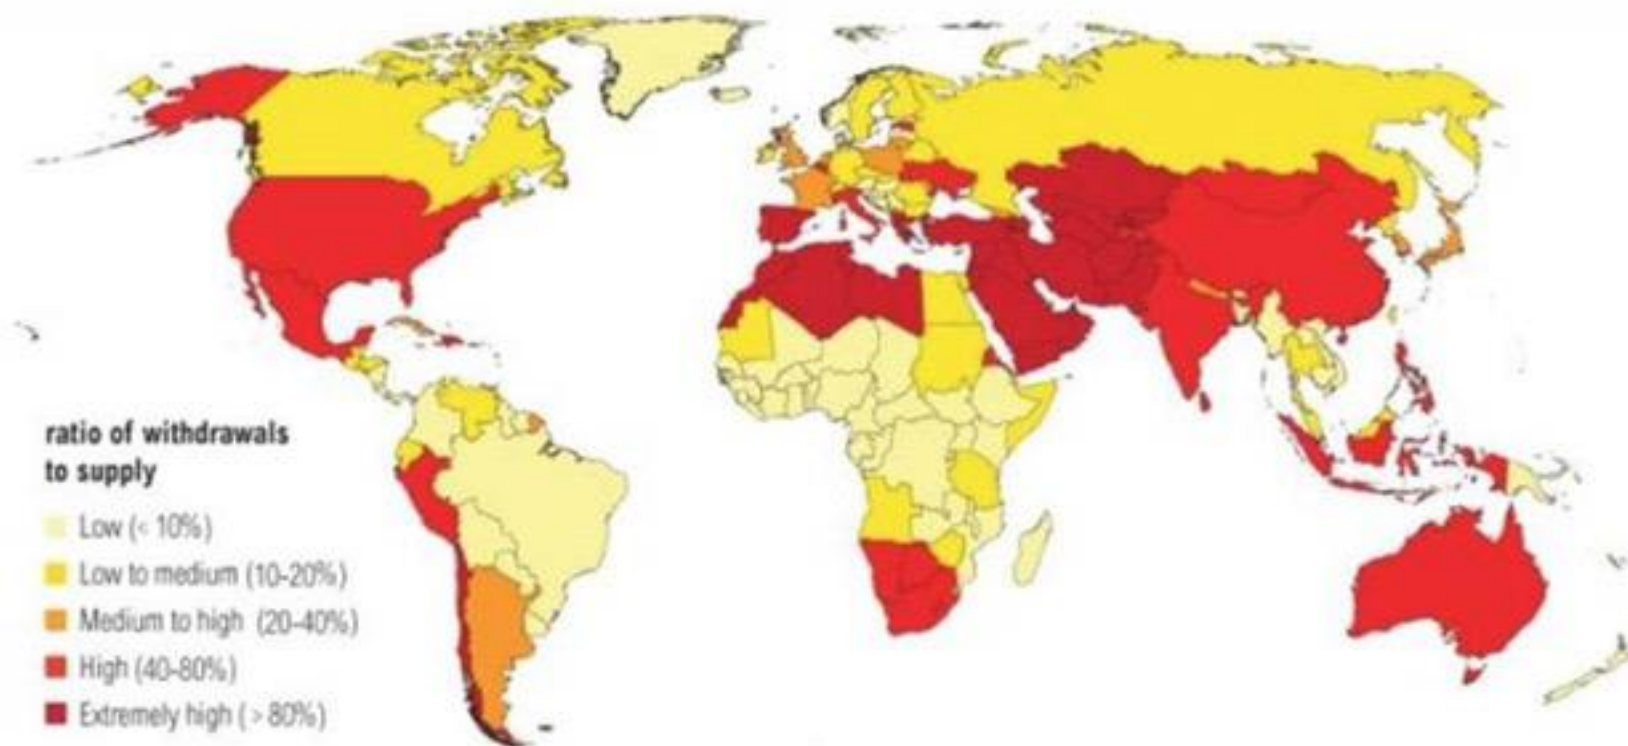 ratio of withdrawals
to supply
Low (< 10%)
Low to medium (10-20%)
Medium to high (20-40%)
High (40-80%)
Extremely high ( > 80%)